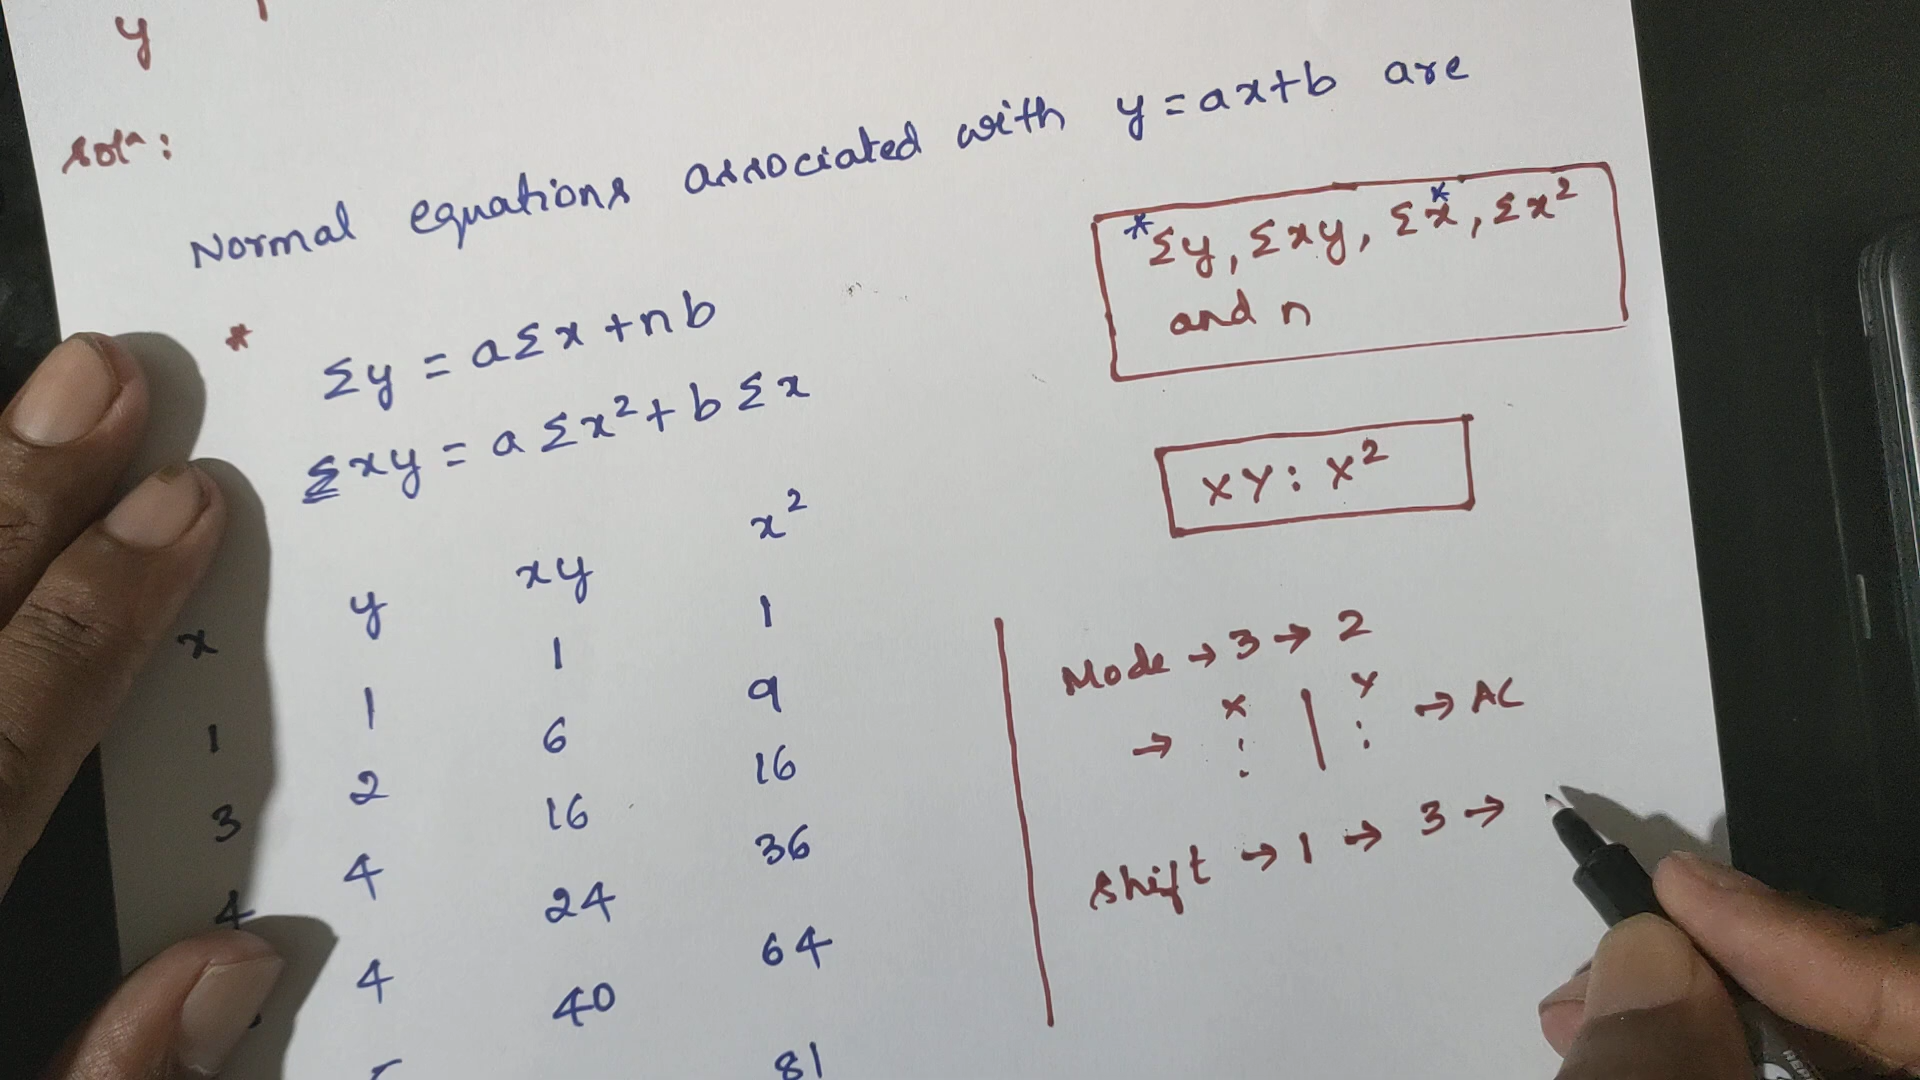 y
Soln:
Normal equations associated with y = ax+b are
* Σy = aΣx + nb
Σxy = aΣx² + bΣx
*Σy, Σxy, Σx*, Σx²
and n
XY: X²
x y xy x²
1 1 1 1
3 2 6 9
4 4 16 16
4 24 36
40 64
81
Mode → 3 → 2
→ X | Y → AC
: | :
Shift → 1 → 3 →